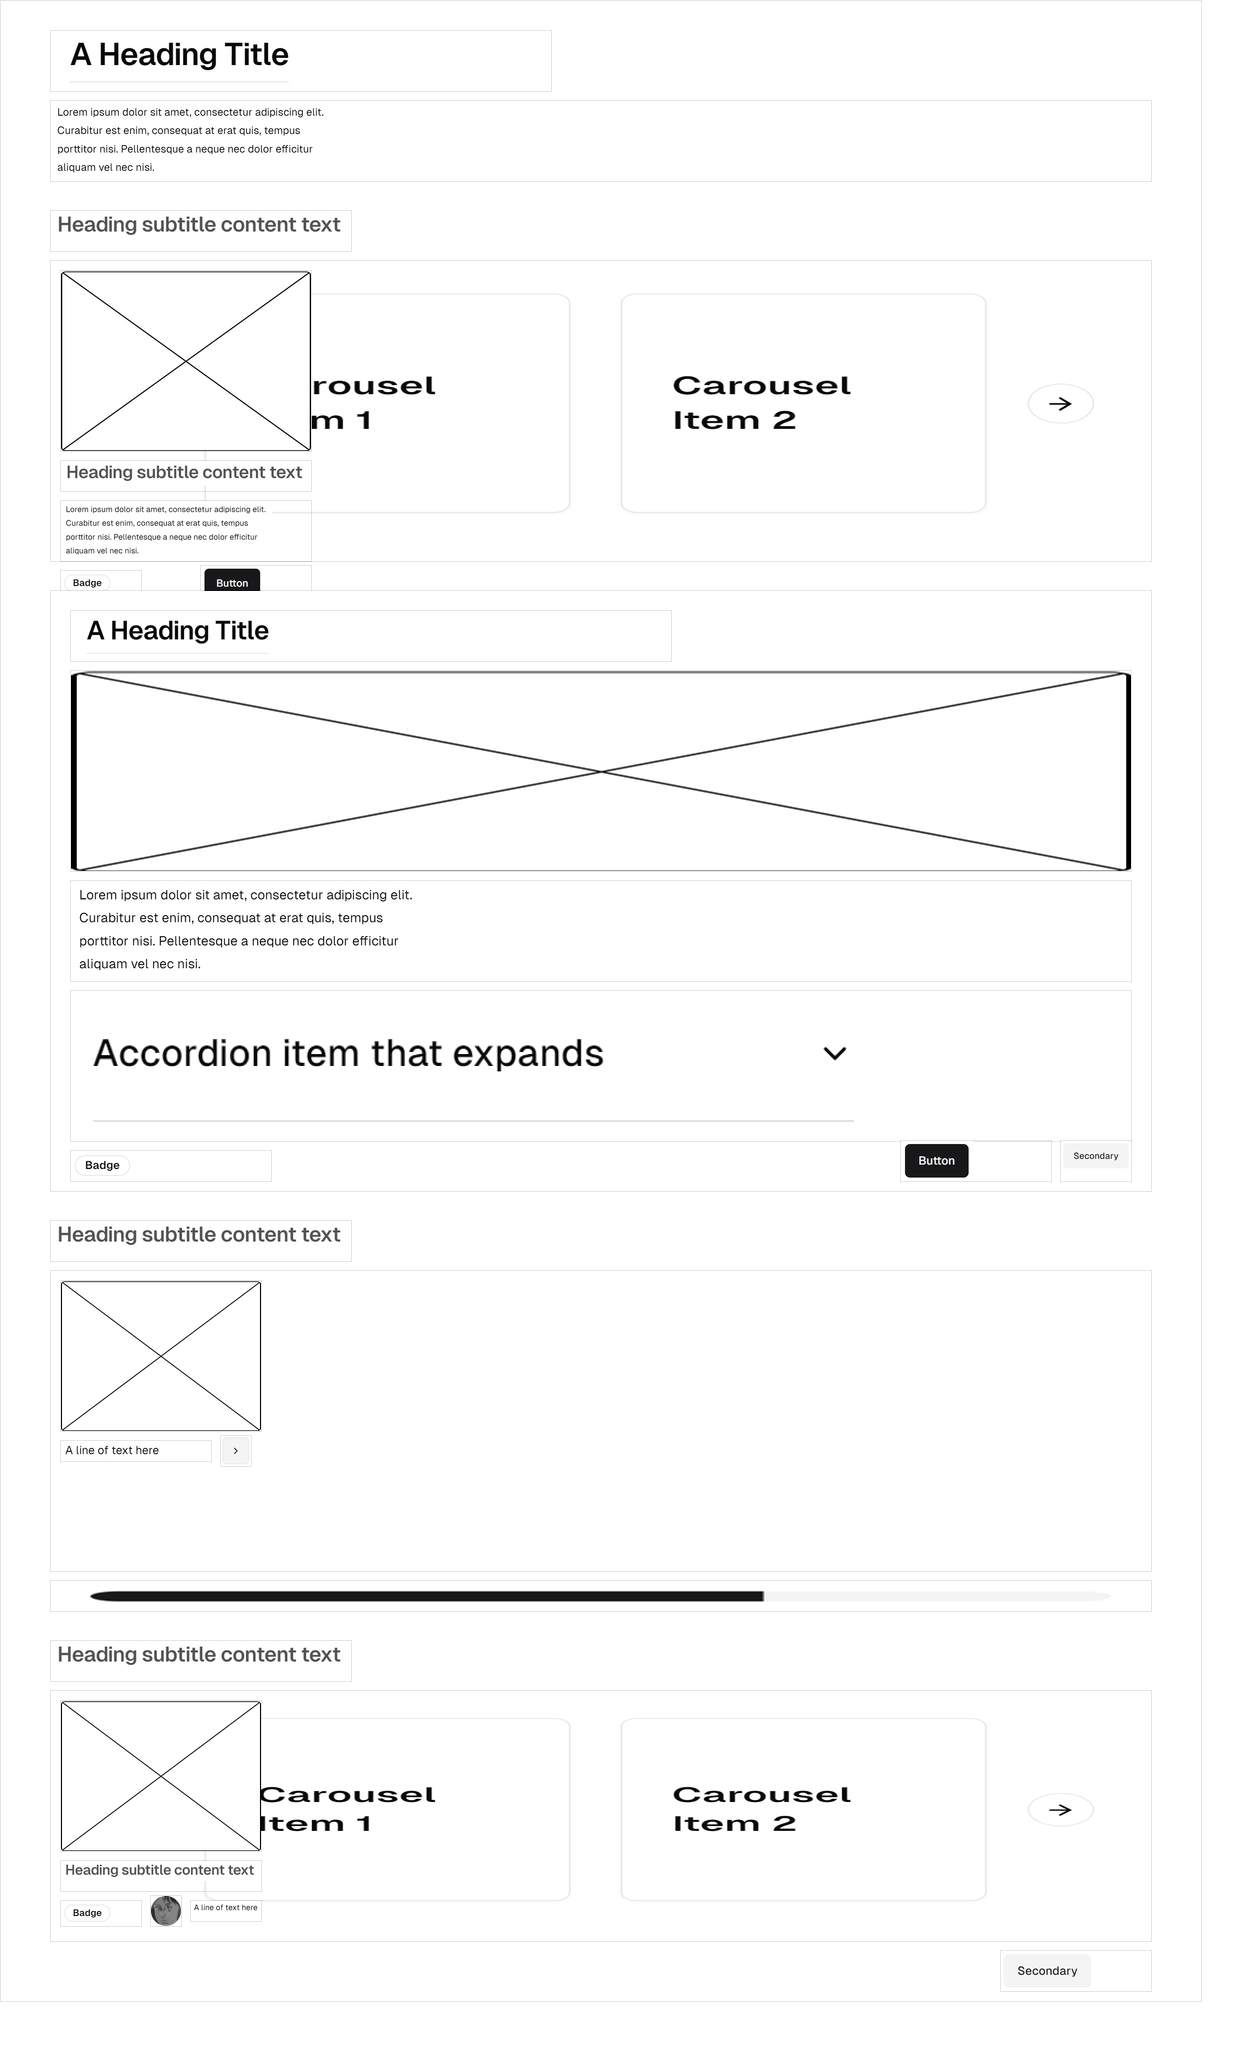 A Heading Title
Lorem ipsum dolor sit amet, consectetur adipiscing elit.
Curabitur est enim, consequat at erat quis, tempus
porttitor nisi. Pellentesque a neque nec dolor efficitur
aliquam vel nec nisi.
Heading subtitle content text
rousel
m 1
Carousel
Item 2
Heading subtitle content text
Lorem ipsum dolor sit amet, consectetur adipiscing elit.
Curabitur est enim, consequat at erat quis, tempus
porttitor nisi. Pellentesque a neque nec dolor efficitur
aliquam vel nec nisi.
Badge
Button
A Heading Title
Lorem ipsum dolor sit amet, consectetur adipiscing elit.
Curabitur est enim, consequat at erat quis, tempus
porttitor nisi. Pellentesque a neque nec dolor efficitur
aliquam vel nec nisi.
Accordion item that expands
Badge
Button
Secondary
Heading subtitle content text
A line of text here
Heading subtitle content text
Carousel
Item 1
Carousel
Item 2
Heading subtitle content text
Badge
A line of text here
Secondary